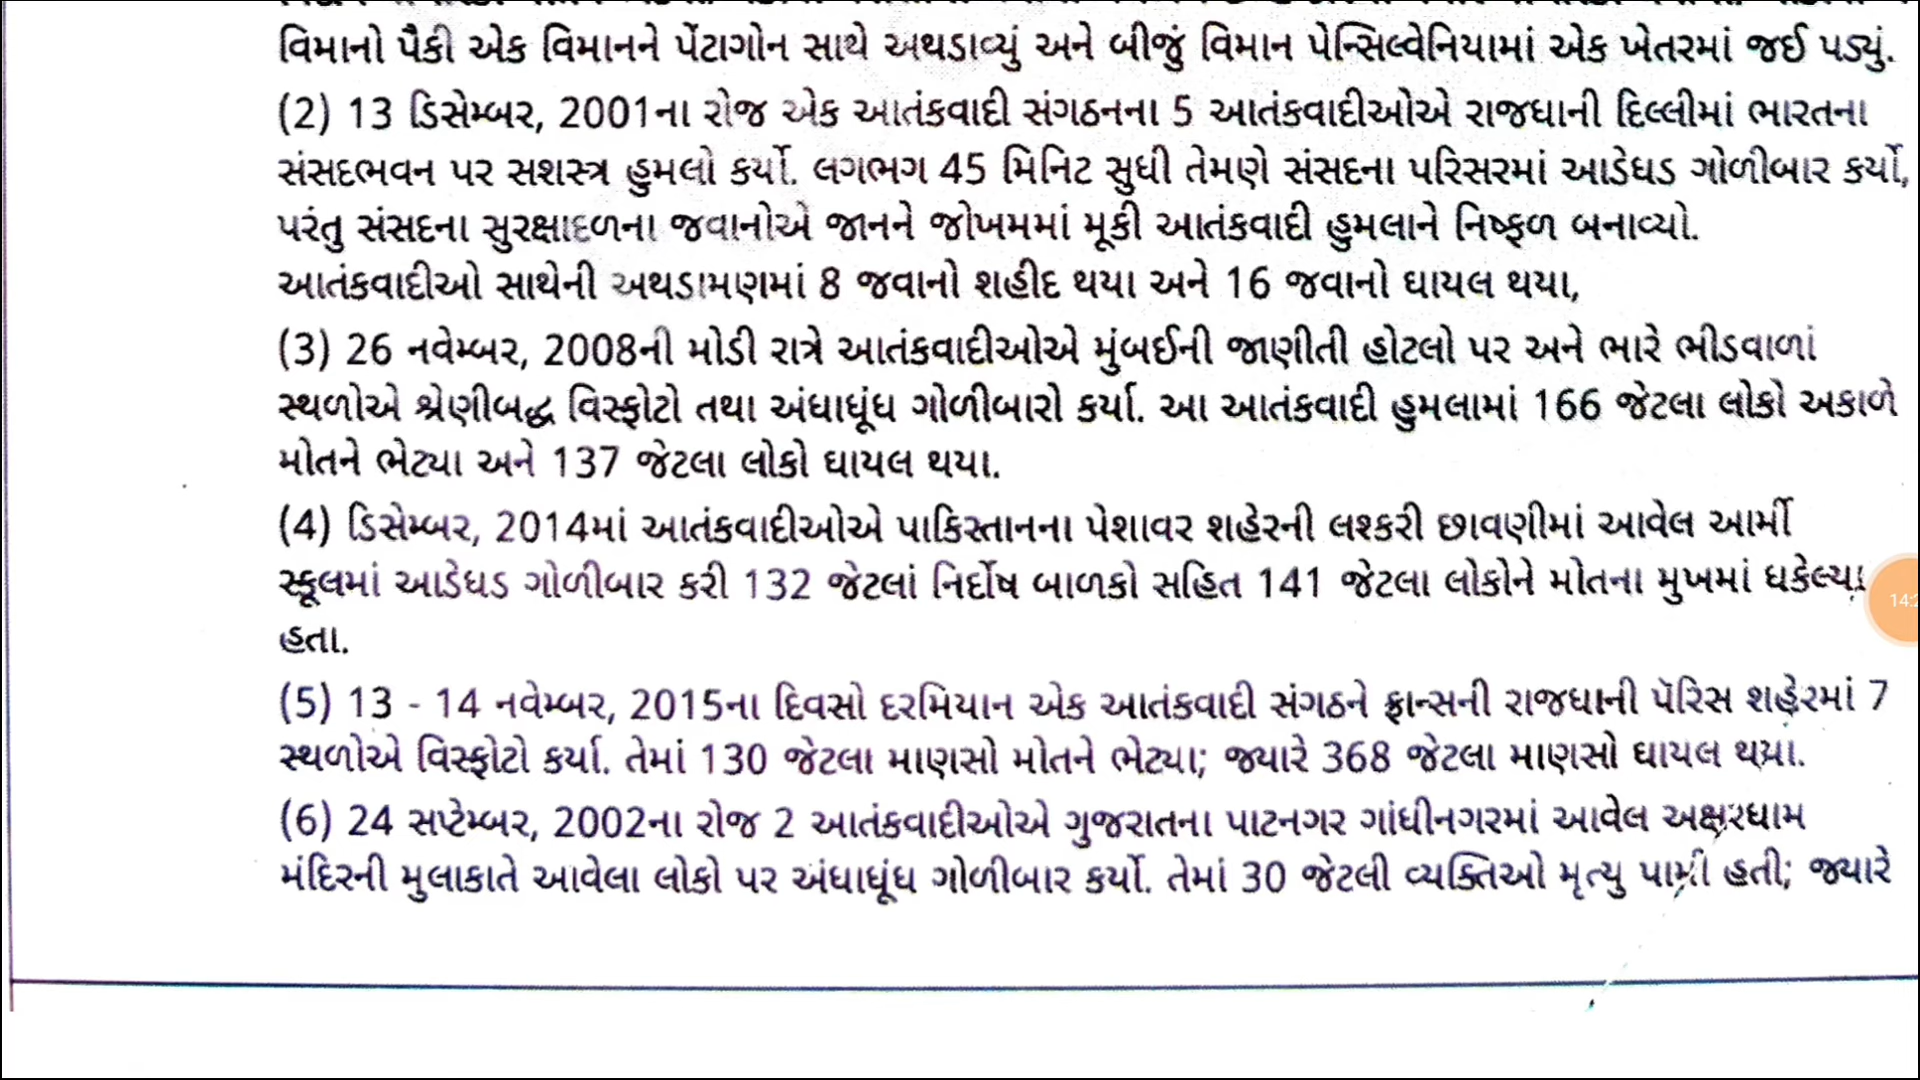 વિમાનો પૈકી એક વિમાનને પેંટાગોન સાથે અથડાવ્યું અને બીજું વિમાન પેન્સિલ્વેનિયામાં એક ખેતરમાં જઈ પડ્યું.
(2) 13 ડિસેમ્બર, 2001ના રોજ એક આતંકવાદી સંગઠનના 5 આતંકવાદીઓએ રાજધાની દિલ્લીમાં ભારતના
સંસદભવન પર સશસ્ત્ર હુમલો કર્યો. લગભગ 45 મિનિટ સુધી તેમણે સંસદના પરિસરમાં આડેધડ ગોળીબાર કર્યો,
પરંતુ સંસદના સુરક્ષાદળના જવાનોએ જાનને જોખમમાં મૂકી આતંકવાદી હુમલાને નિષ્ફળ બનાવ્યો.
આતંકવાદીઓ સાથેની અથડામણમાં 8 જવાનો શહીદ થયા અને 16 જવાનો ઘાયલ થયા,
(3) 26 નવેમ્બર, 2008ની મોડી રાત્રે આતંકવાદીઓએ મુંબઈની જાણીતી હોટલો પર અને ભારે ભીડવાળાં
સ્થળોએ શ્રેણીબદ્ધ વિસ્ફોટો તથા અંધાધૂંધ ગોળીબારો કર્યા. આ આતંકવાદી હુમલામાં 166 જેટલા લોકો અકાળે
મોતને ભેટ્યા અને 137 જેટલા લોકો ઘાયલ થયા.
(4) ડિસેમ્બર, 2014માં આતંકવાદીઓએ પાકિસ્તાનના પેશાવર શહેરની લશ્કરી છાવણીમાં આવેલ આર્મી
સ્કૂલમાં આડેધડ ગોળીબાર કરી 132 જેટલાં નિર્દોષ બાળકો સહિત 141 જેટલા લોકોને મોતના મુખમાં ધકેલ્યા
હતા.
(5) 13 - 14 નવેમ્બર, 2015ના દિવસો દરમિયાન એક આતંકવાદી સંગઠને ફ્રાન્સની રાજધાની પૅરિસ શહેરમાં 7
સ્થળોએ વિસ્ફોટો કર્યા. તેમાં 130 જેટલા માણસો મોતને ભેટ્યા; જ્યારે 368 જેટલા માણસો ઘાયલ થયા.
(6) 24 સપ્ટેમ્બર, 2002ના રોજ 2 આતંકવાદીઓએ ગુજરાતના પાટનગર ગાંધીનગરમાં આવેલ અક્ષરધામ
મંદિરની મુલાકાતે આવેલા લોકો પર અંધાધૂંધ ગોળીબાર કર્યો. તેમાં 30 જેટલી વ્યક્તિઓ મૃત્યુ પામી હતી; જ્યારે